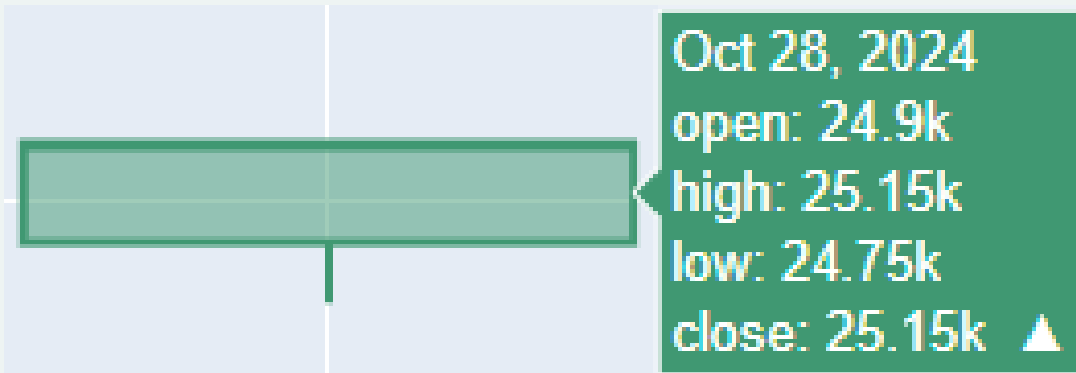 Oct 28, 2024
open: 24.9k
high: 25.15k
low: 24.75k
close: 25.15k ▲